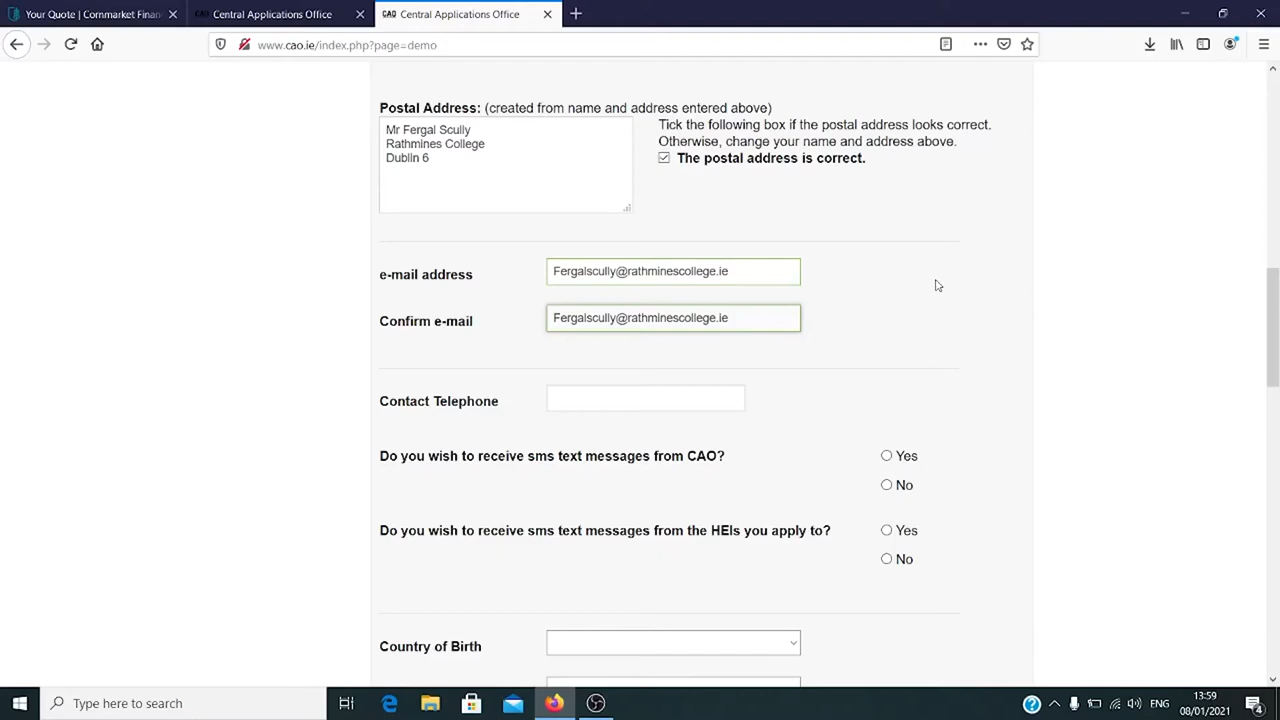 Your Quote | Cornmarket Finan
CAO Central Applications Office
CAO Central Applications Office
www.cao.ie/index.php?page=demo
Postal Address: (created from name and address entered above)
Mr Fergal Scully
Rathmines College
Dublin 6
Tick the following box if the postal address looks correct.
Otherwise, change your name and address above.
The postal address is correct.
e-mail address
Fergalscully@rathminescollege.ie
Confirm e-mail
Fergalscully@rathminescollege.ie
Contact Telephone
Do you wish to receive sms text messages from CAO?
Yes
No
Do you wish to receive sms text messages from the HEIs you apply to?
Yes
No
Country of Birth
Type here to search
ENG
13:59
08/01/2021
4